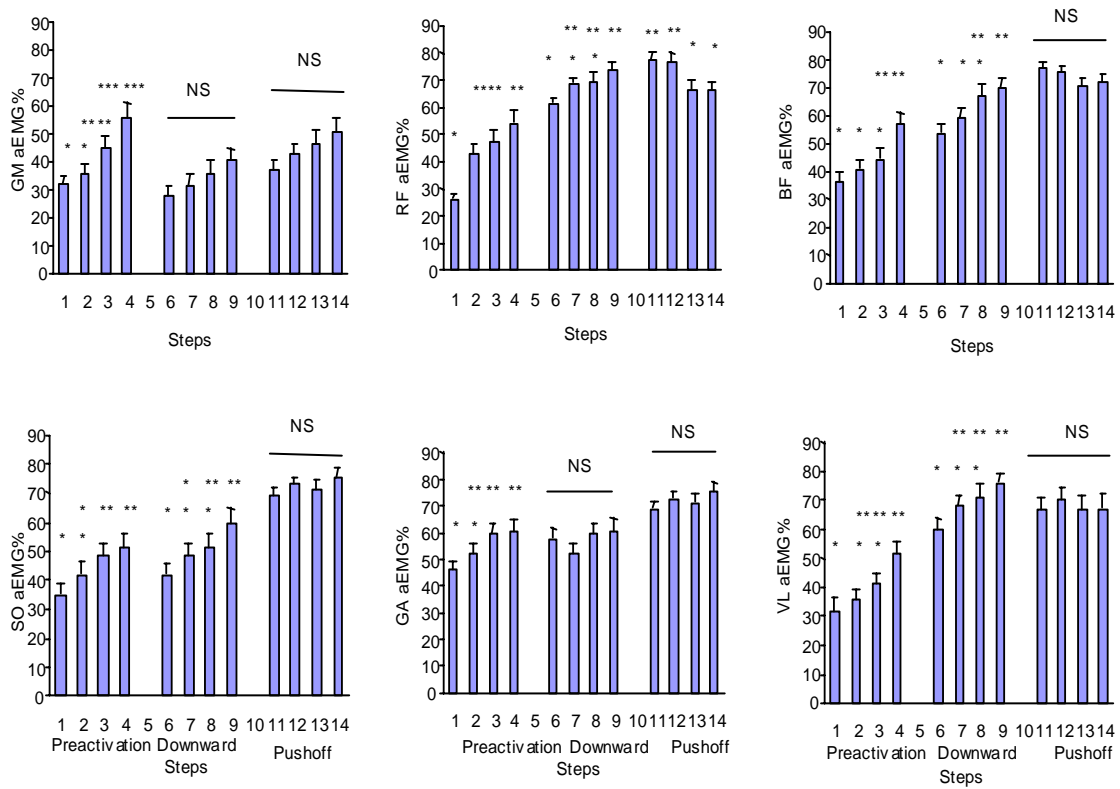 GM aEMG%
90
80
70
60
50
40
30
20
10
0
* ** * *** ** ***
NS
NS
1 2 3 4 5 6 7 8 9 10 11 12 13 14
Steps
RF aEMG%
90
80
70
60
50
40
30
20
10
0
* **** ** * ** * ** * ** ** ** * *
1 2 3 4 5 6 7 8 9 10 11 12 13 14
Steps
BF aEMG%
90
80
70
60
50
40
30
20
10
0
* * ** * ** * * ** * **
NS
1 2 3 4 5 6 7 8 9 10 11 12 13 14
Steps
SO aEMG%
90
80
70
60
50
40
30
20
10
0
* * * ** ** * * * ** * **
NS
1 2 3 4 5 6 7 8 9 10 11 12 13 14
Preactivation Downward
Pushoff
Steps
GA aEMG%
90
80
70
60
50
40
30
20
10
0
* ** * ** **
NS
NS
1 2 3 4 5 6 7 8 9 10 11 12 13 14
Preactivation Downward Pushoff
Steps
VL aEMG%
90
80
70
60
50
40
30
20
10
0
* ** * ** * ** * ** * ** * **
NS
1 2 3 4 5 6 7 8 9 10 11 12 13 14
Preactivation Downward Pushoff
Steps